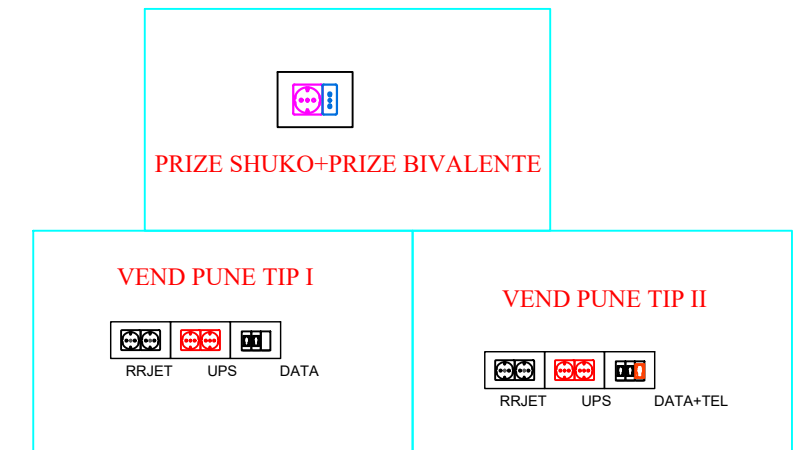 PRIZE SHUKO+PRIZE BIVALENTE
VEND PUNE TIP I
RRJET UPS DATA
VEND PUNE TIP II
RRJET UPS DATA+TEL